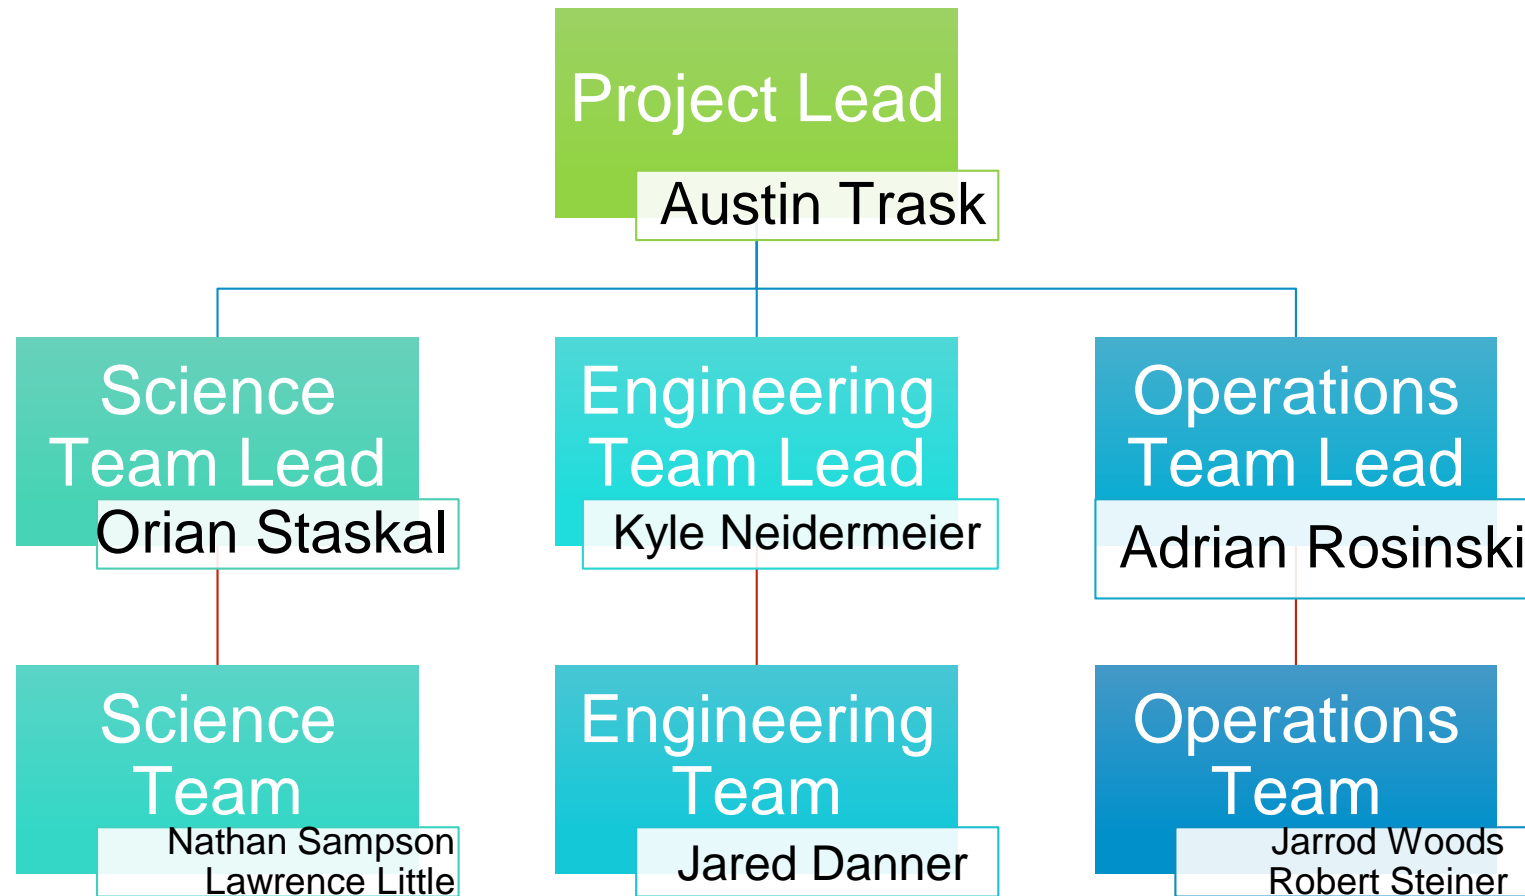 Project Lead
Austin Trask
Science
Team Lead
Orian Staskal
Engineering
Team Lead
Kyle Neidermeier
Operations
Team Lead
Adrian Rosinski
Science
Team
Nathan Sampson
Lawrence Little
Engineering
Team
Jared Danner
Operations
Team
Jarrod Woods
Robert Steiner